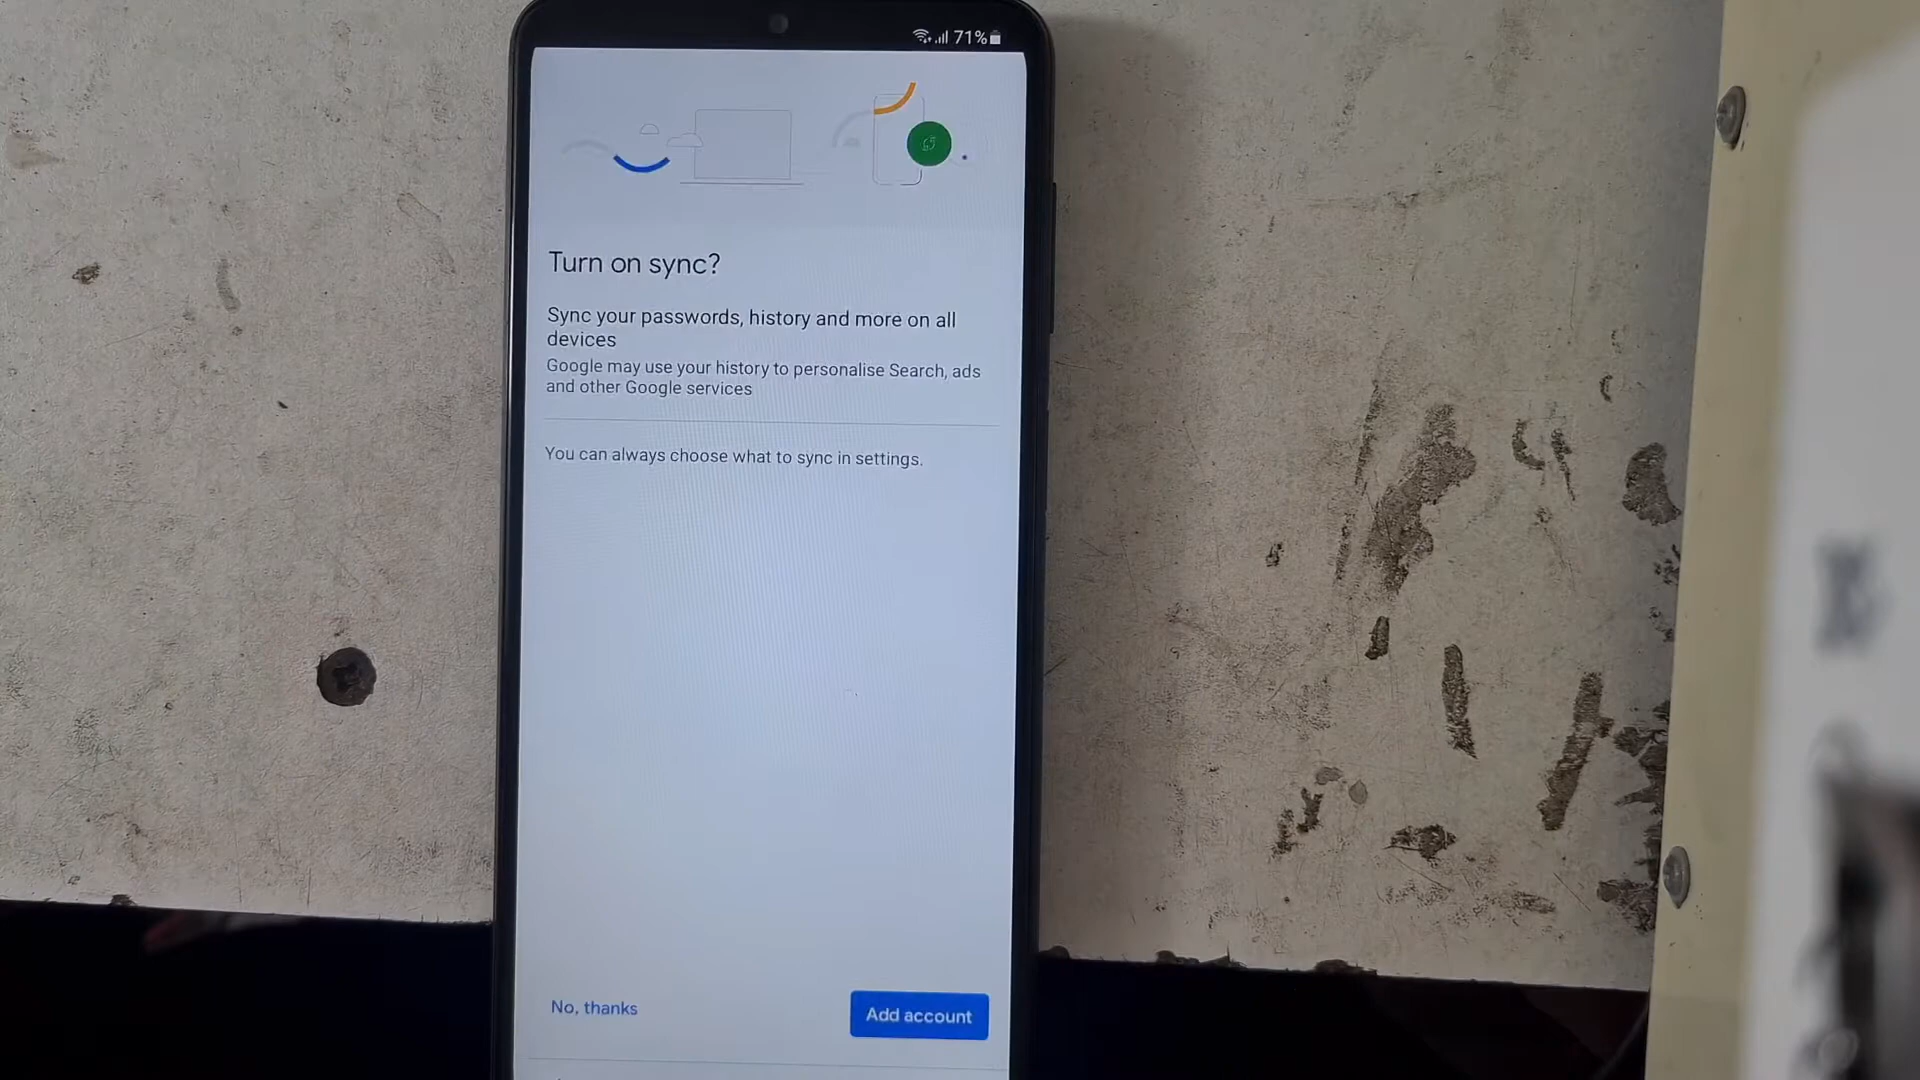 71%
Turn on sync?
Sync your passwords, history and more on all
devices
Google may use your history to personalise Search, ads
and other Google services
You can always choose what to sync in settings.
No, thanks
Add account